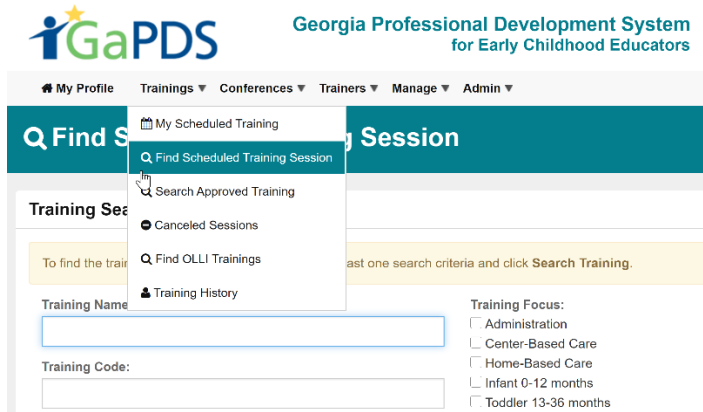 GaPDS
Georgia Professional Development System
for Early Childhood Educators
My Profile Trainings ▼ Conferences ▼ Trainers ▼ Manage ▼ Admin ▼
Find S g Session
My Scheduled Training
Find Scheduled Training Session
Search Approved Training
Canceled Sessions
Find OLLI Trainings
Training History
Training Sea
To find the train ast one search criteria and click Search Training.
Training Name
Training Code:
Training Focus:
Administration
Center-Based Care
Home-Based Care
Infant 0-12 months
Toddler 13-36 months